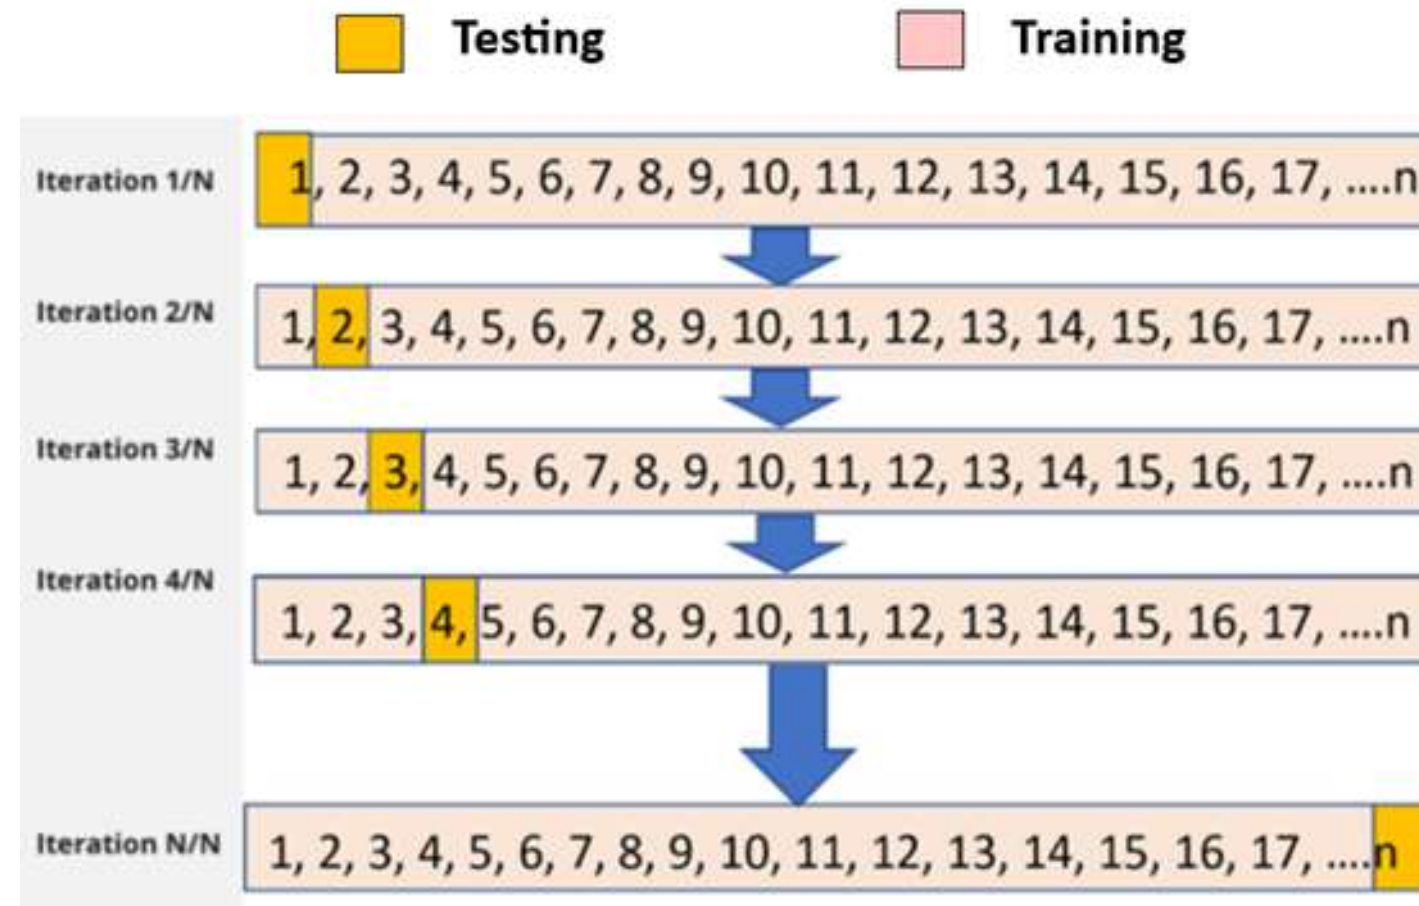 Testing Training
Iteration 1/N 1, 2, 3, 4, 5, 6, 7, 8, 9, 10, 11, 12, 13, 14, 15, 16, 17, ....n
Iteration 2/N 1, 2, 3, 4, 5, 6, 7, 8, 9, 10, 11, 12, 13, 14, 15, 16, 17, ....n
Iteration 3/N 1, 2, 3, 4, 5, 6, 7, 8, 9, 10, 11, 12, 13, 14, 15, 16, 17, ....n
Iteration 4/N 1, 2, 3, 4, 5, 6, 7, 8, 9, 10, 11, 12, 13, 14, 15, 16, 17, ....n
Iteration N/N 1, 2, 3, 4, 5, 6, 7, 8, 9, 10, 11, 12, 13, 14, 15, 16, 17, ....n